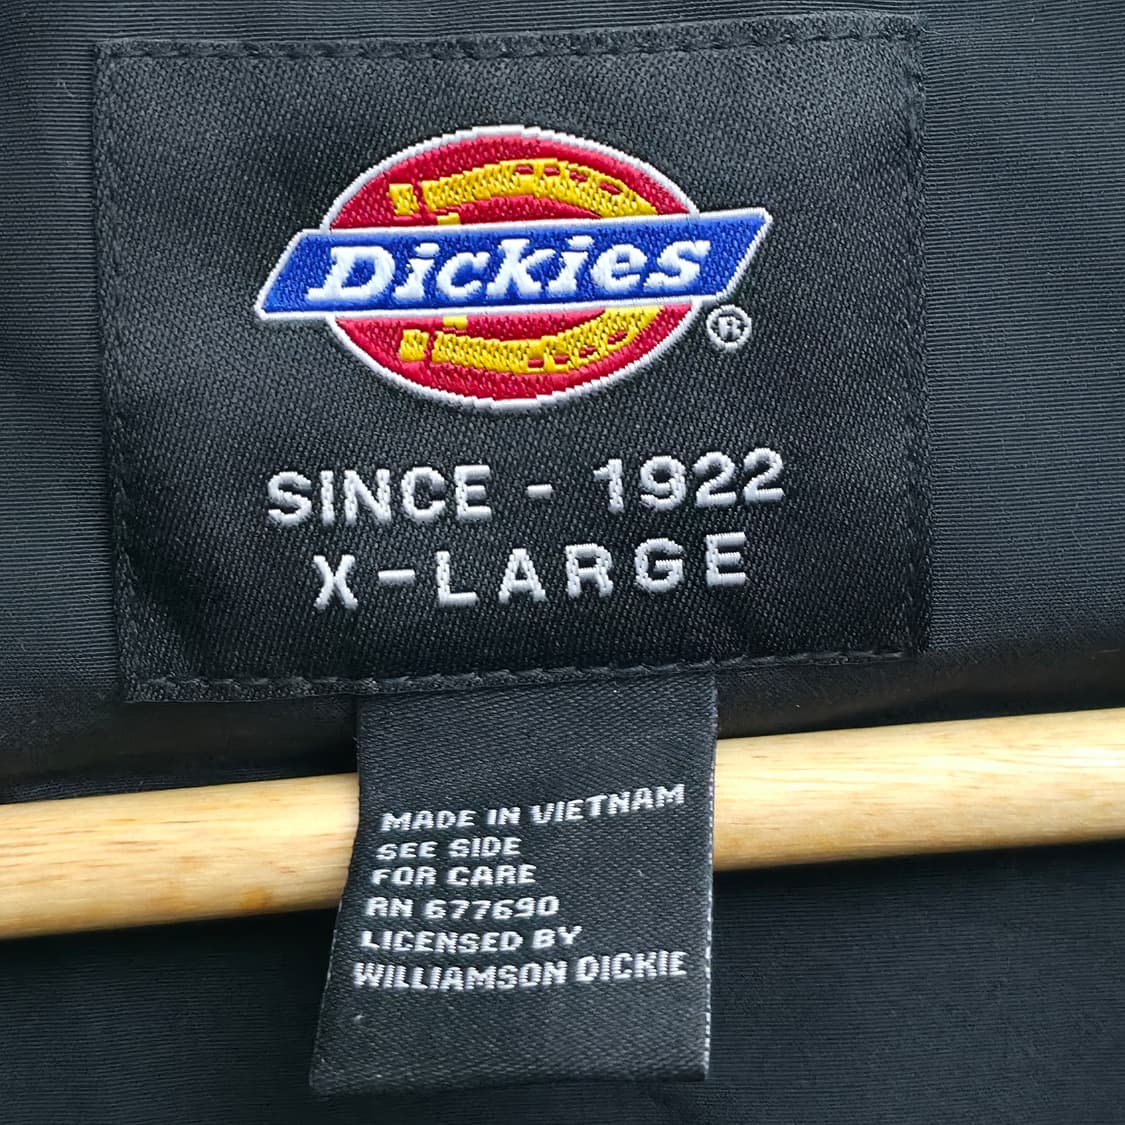 Dickies
®
SINCE - 1922
X-LARGE
MADE IN VIETNAM
SEE SIDE
FOR CARE
RN 677690
LICENSED BY
WILLIAMSON DICKIE